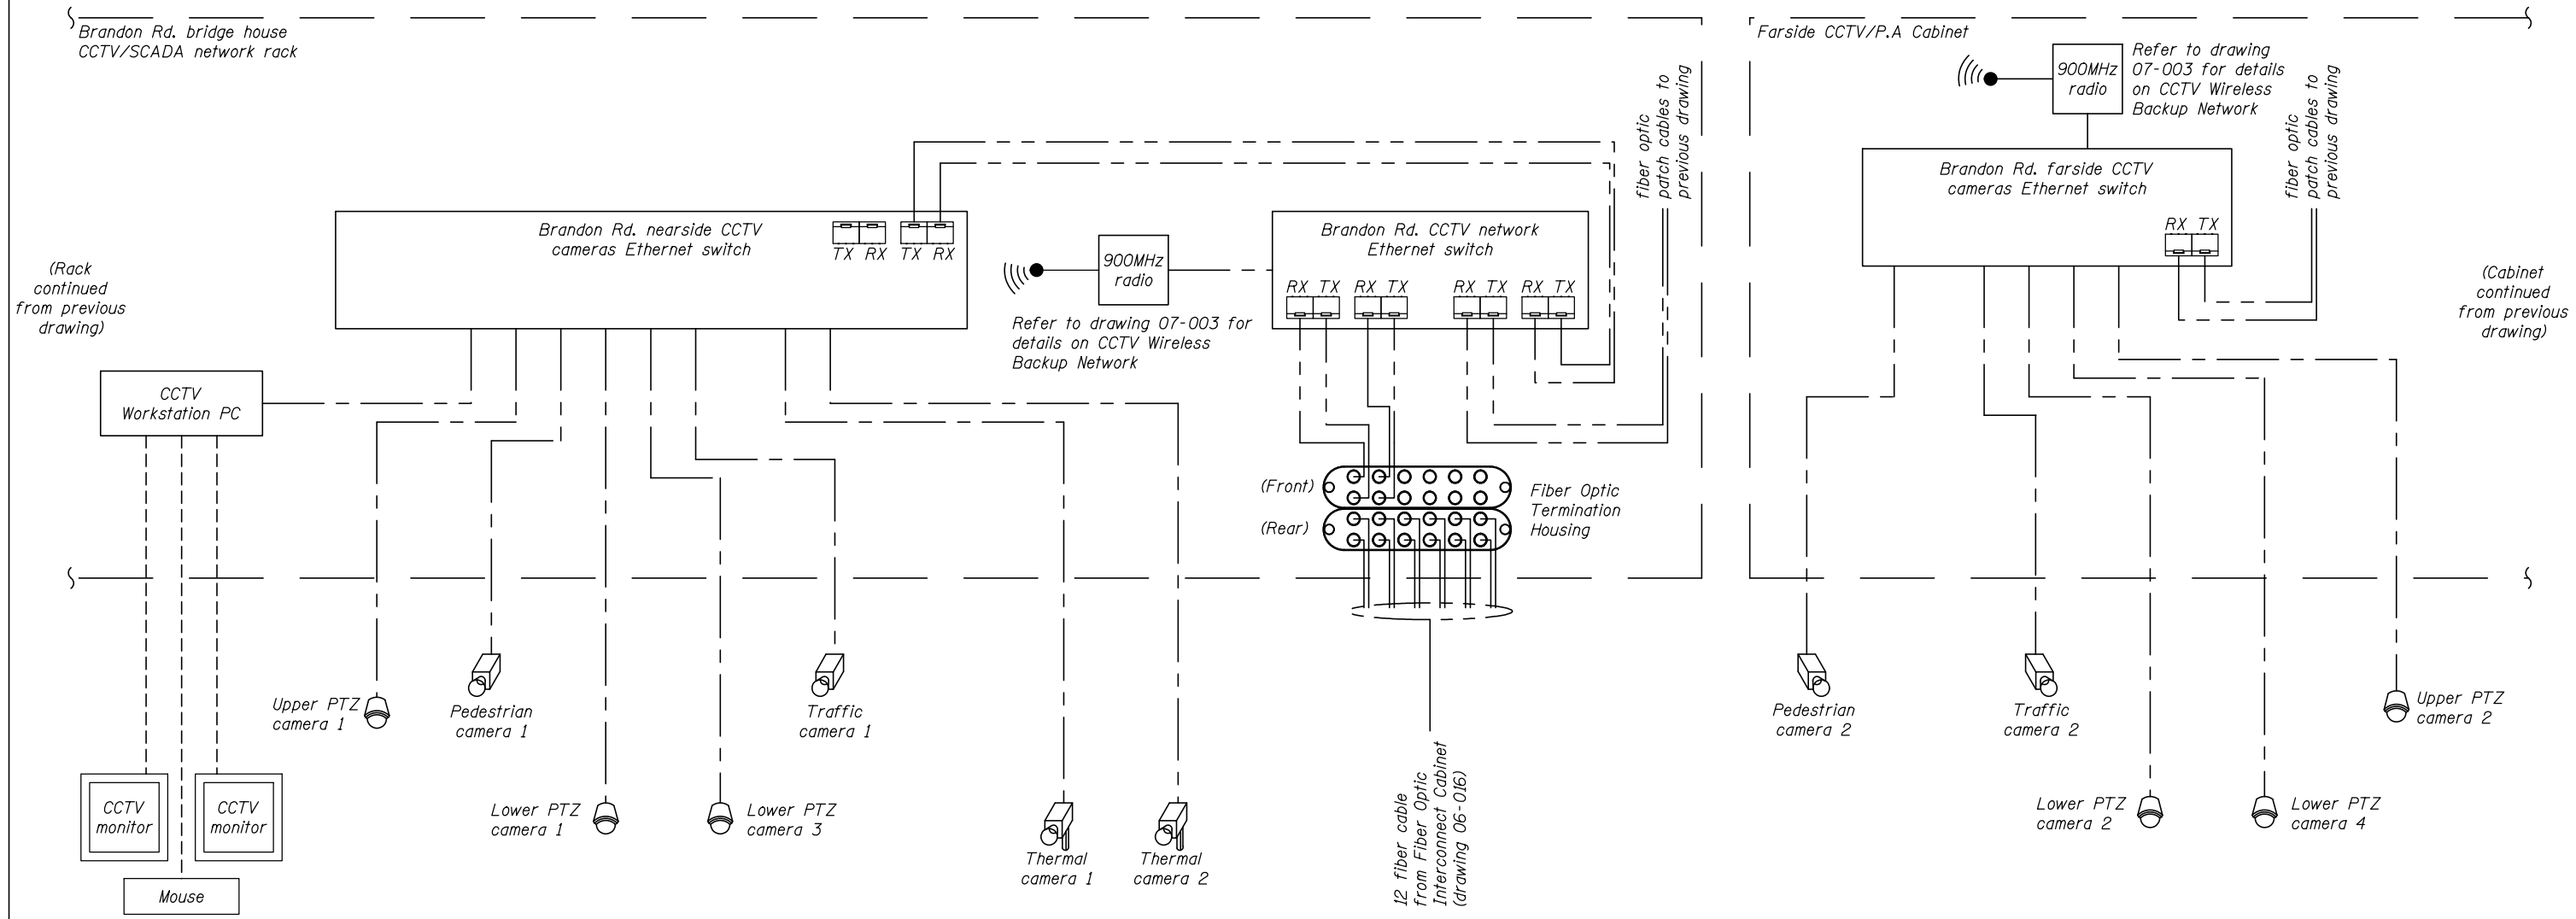 Brandon Rd. bridge house
CCTV/SCADA network rack
Farside CCTV/P.A Cabinet
(Rack
continued
from previous
drawing)
Brandon Rd. nearside CCTV
cameras Ethernet switch
TX RX TX RX
900MHz
radio
Refer to drawing 07-003 for
details on CCTV Wireless
Backup Network
Brandon Rd. CCTV network
Ethernet switch
RX TX RX TX RX TX RX TX
fiber optic
patch cables to
previous drawing
900MHz
radio
Refer to drawing
07-003 for details
on CCTV Wireless
Backup Network
Brandon Rd. farside CCTV
cameras Ethernet switch
RX TX
fiber optic
patch cables to
previous drawing
(Cabinet
continued
from previous
drawing)
CCTV
Workstation PC
(Front)
(Rear)
Fiber Optic
Termination
Housing
Upper PTZ
camera 1
Pedestrian
camera 1
Traffic
camera 1
Pedestrian
camera 2
Traffic
camera 2
Upper PTZ
camera 2
CCTV
monitor
CCTV
monitor
Lower PTZ
camera 1
Lower PTZ
camera 3
Thermal
camera 1
Thermal
camera 2
12 fiber cable
from Fiber Optic
Interconnect Cabinet
(drawing 06-016)
Lower PTZ
camera 2
Lower PTZ
camera 4
Mouse